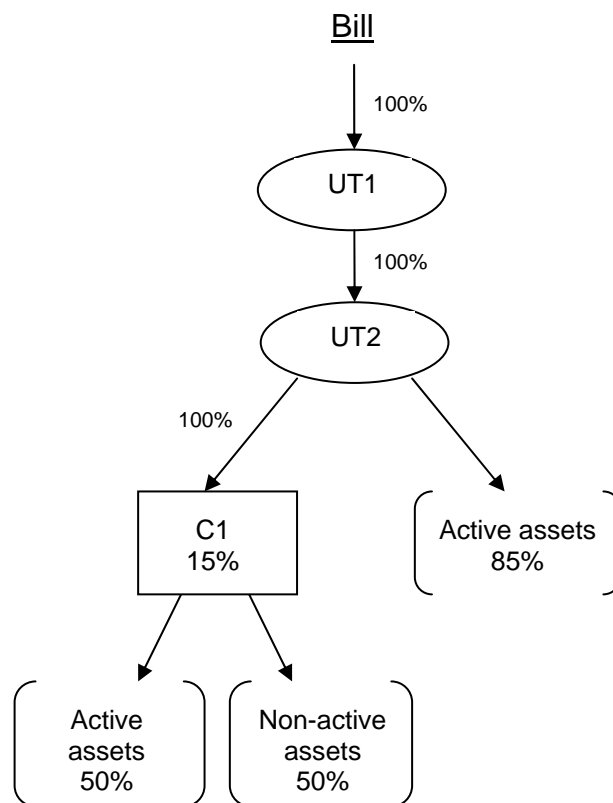 Bill
100%
UT1
100%
UT2
100%
C1
15%
Active assets
85%
Active
assets
50%
Non-active
assets
50%